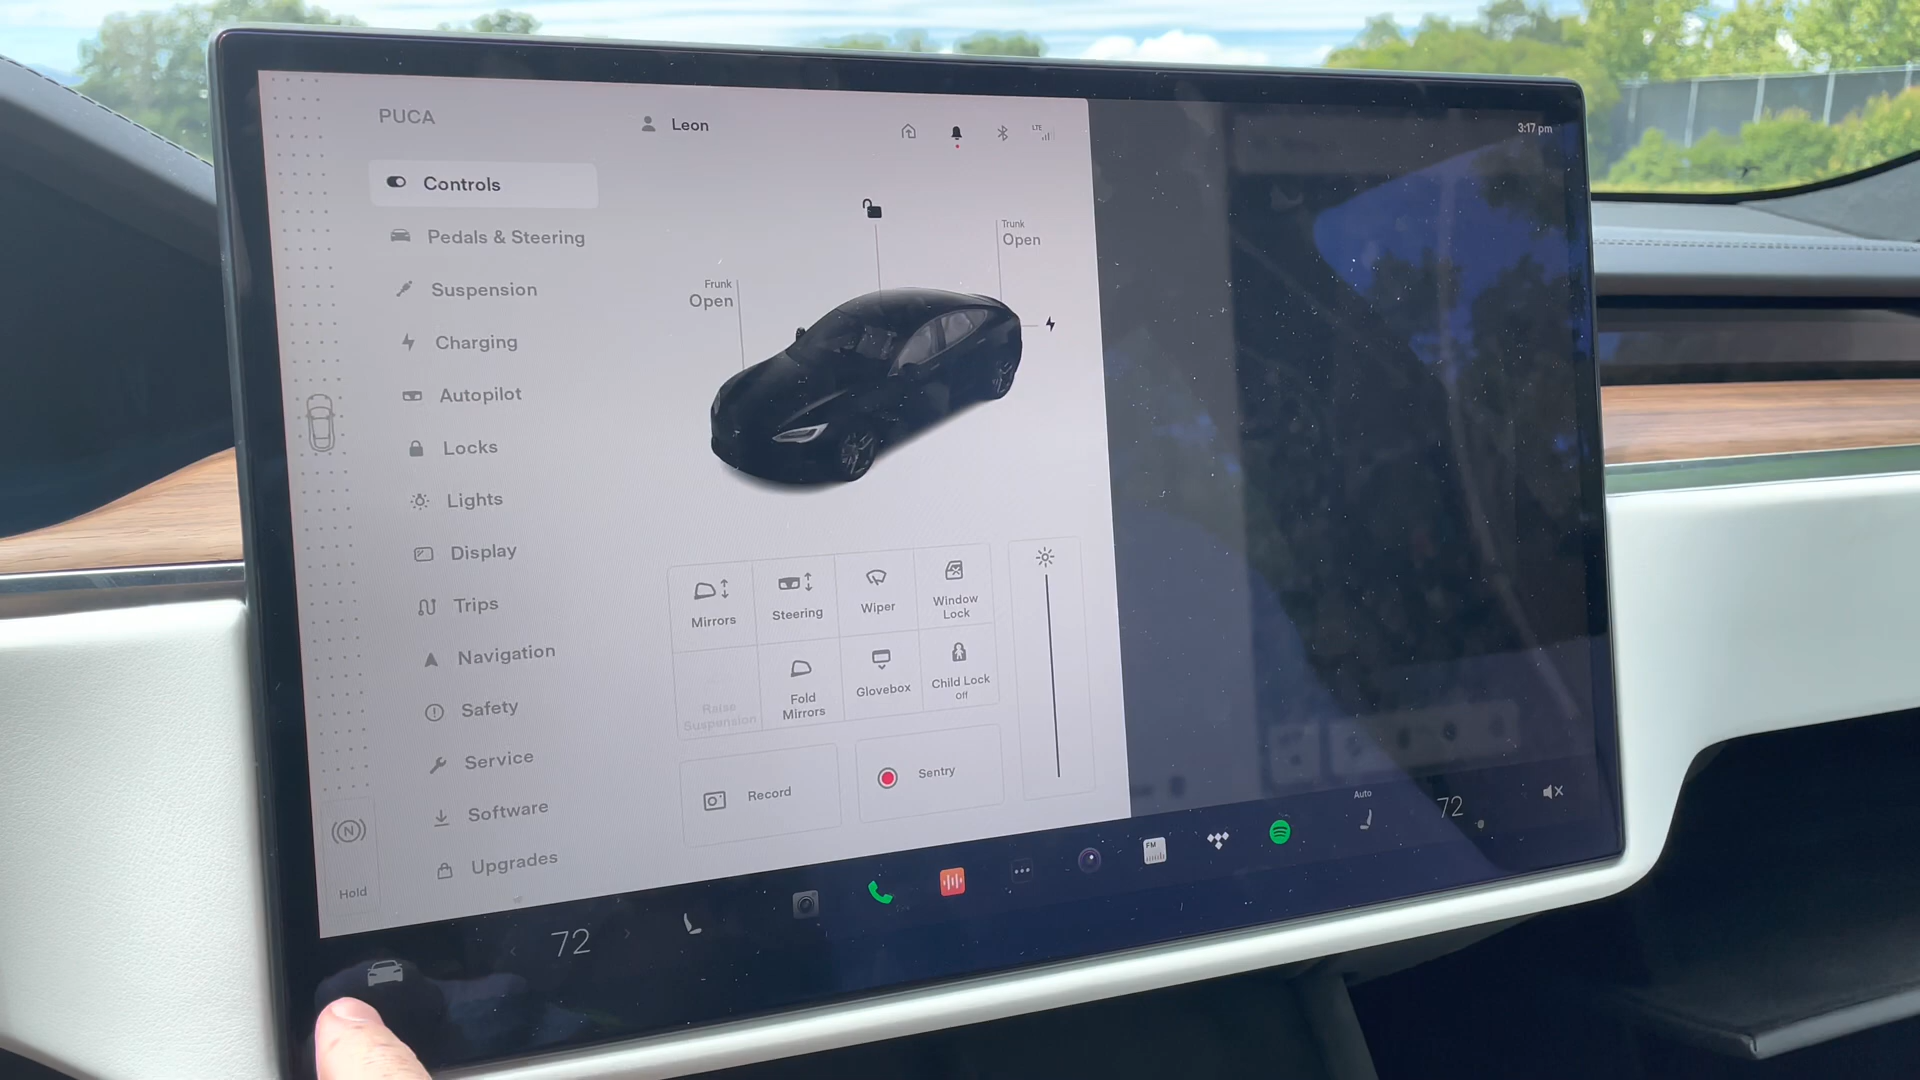 PUCA
Leon
LTE
3:17 pm
Controls
Pedals & Steering
Suspension
Charging
Autopilot
Locks
Lights
Display
Trips
Navigation
Safety
Service
Software
Upgrades
Trunk
Open
Frunk
Open
Mirrors
Steering
Wiper
Window
Lock
Raise
Suspension
Fold
Mirrors
Glovebox
Child Lock
Off
Record
Sentry
N
Hold
72
FM
Auto
72